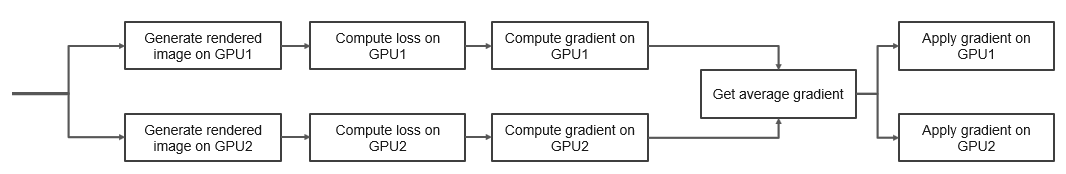 Generate rendered
image on GPU1
Compute loss on
GPU1
Compute gradient on
GPU1
Apply gradient on
GPU1
Get average gradient
Generate rendered
image on GPU2
Compute loss on
GPU2
Compute gradient on
GPU2
Apply gradient on
GPU2